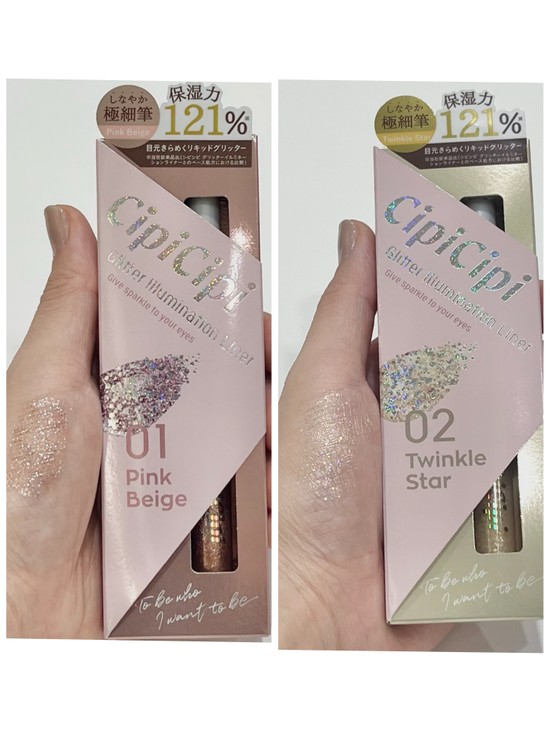 しなやか
極細筆
Pink Beige
保湿力
121%
目元きらめくリキッドグリッター
CipiCipi
Glitter Illumination Liner
Give sparkle to your eyes
01
Pink
Beige
To Be who
I want to be
しなやか
極細筆
Twinkle Star
保湿力
121%
目元きらめくリキッドグリッター
CipiCipi
Glitter Illumination Liner
Give sparkle to your eyes
02
Twinkle
Star
To Be who
I want to be